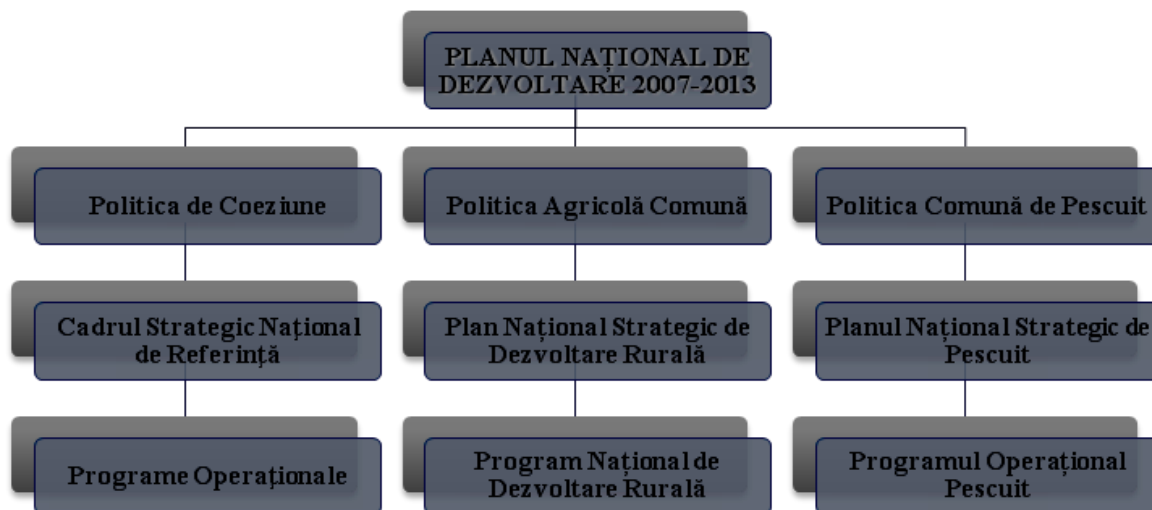 PLANUL NAȚIONAL DE
DEZVOLTARE 2007-2013
Politica de Coeziune
Politica Agricolă Comună
Politica Comună de Pescuit
Cadrul Strategic Național
de Referință
Plan Național Strategic de
Dezvoltare Rurală
Planul Național Strategic de
Pescuit
Programe Operaţionale
Program Național de
Dezvoltare Rurală
Programul Operațional
Pescuit